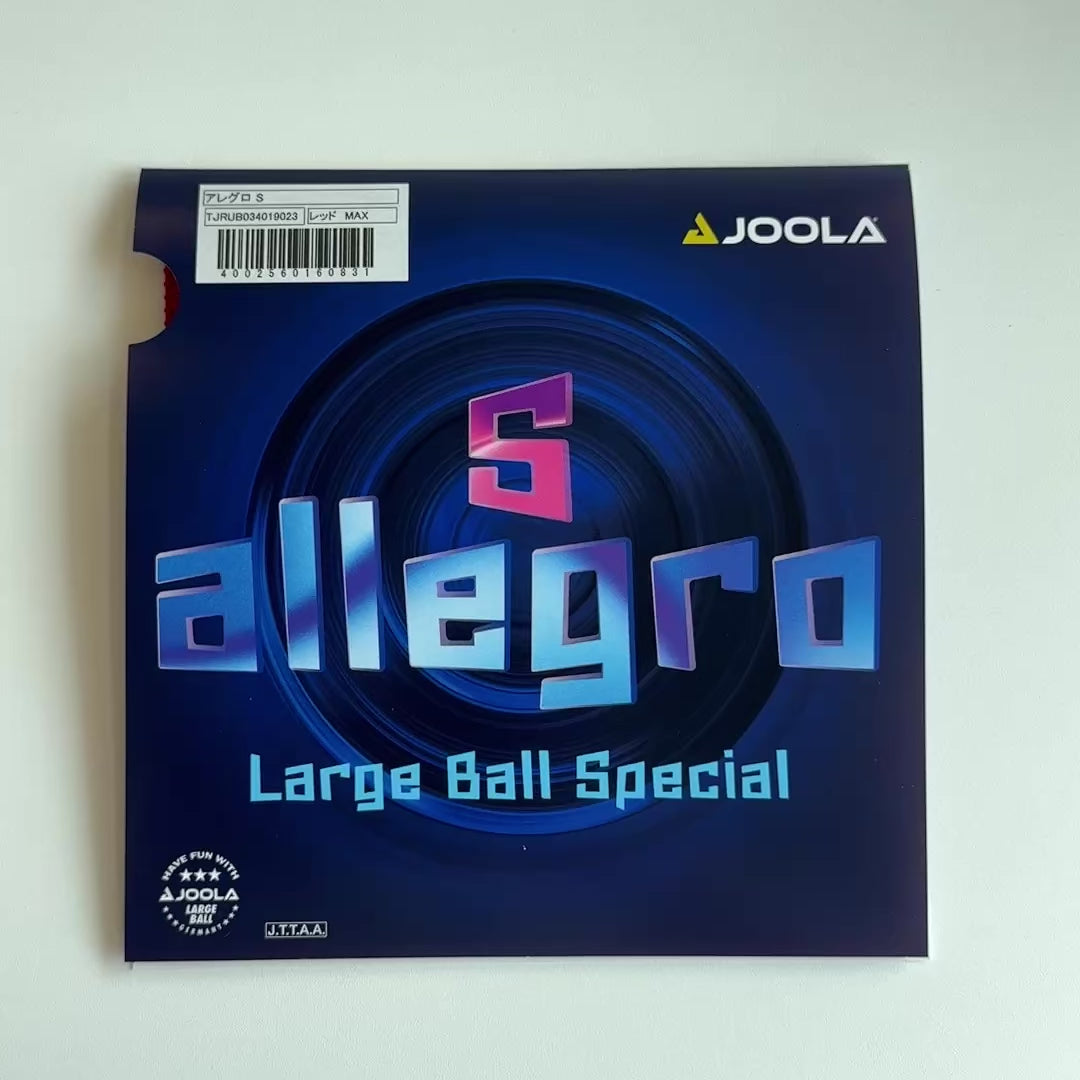 アレグロ S
TJRUB034019023 レッド MAX
4002560160831
JOOLA
S
allegro
Large Ball Special
HAVE FUN WITH
JOOLA
LARGE
BALL
GERMANY
J.T.T.A.A.